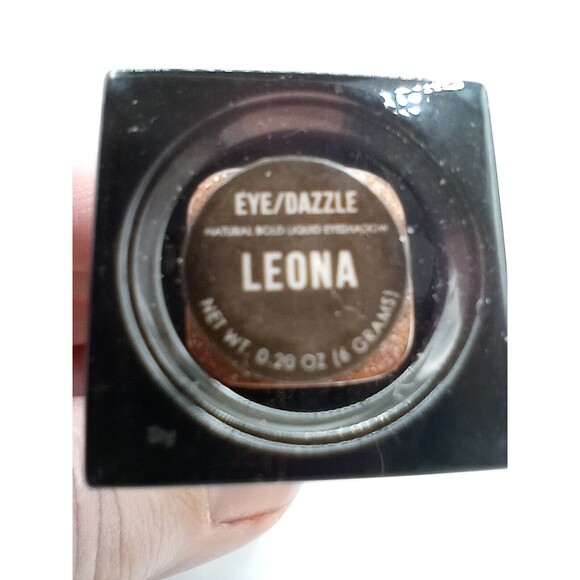 EYE/DAZZLE
NATURAL BOLD LIQUID EYESHADOW
LEONA
NET WT. 0.20 OZ (6 GRAMS)